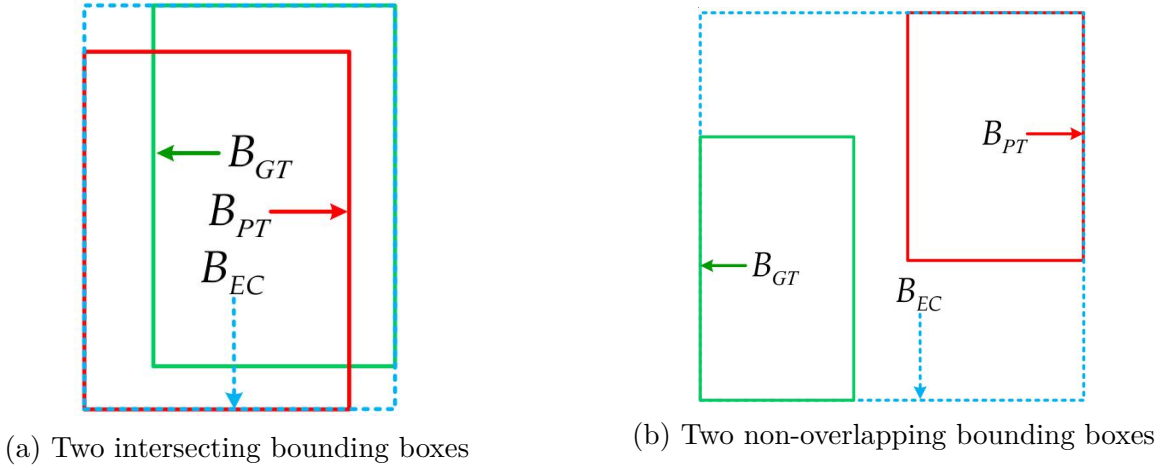 B_GT
B_PT
B_EC
(a) Two intersecting bounding boxes
B_PT
B_GT
B_EC
(b) Two non-overlapping bounding boxes